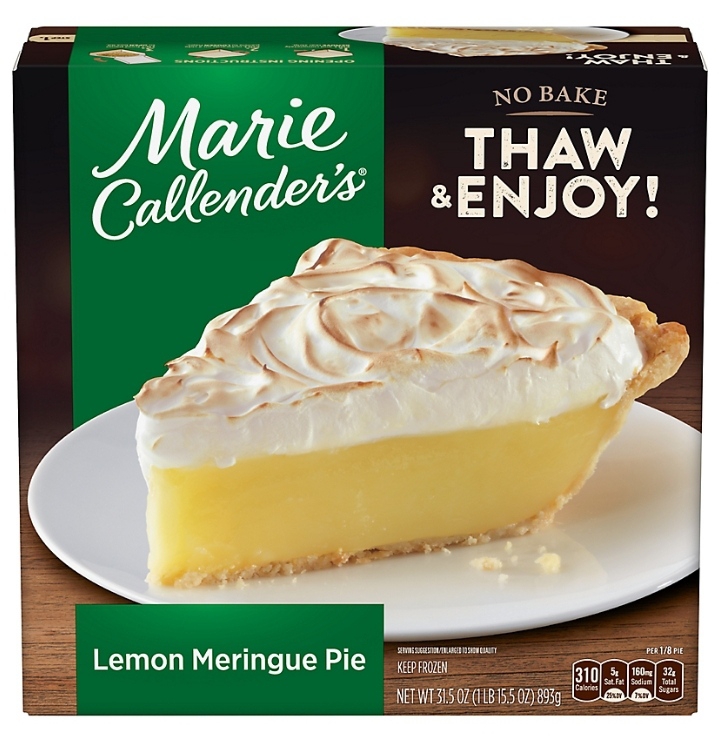 OPENING INSTRUCTIONS
THAW
& ENJOY!
Marie
Callender's®
NO BAKE
THAW
& ENJOY!
Lemon Meringue Pie
SERVING SUGGESTION/ENLARGED TO SHOW QUALITY
KEEP FROZEN
NET WT 31.5 OZ (1 LB 15.5 OZ) 893g
PER 1/8 PIE
310 Calories
5g Sat. Fat 25% DV
160mg Sodium 7% DV
32g Total Sugars